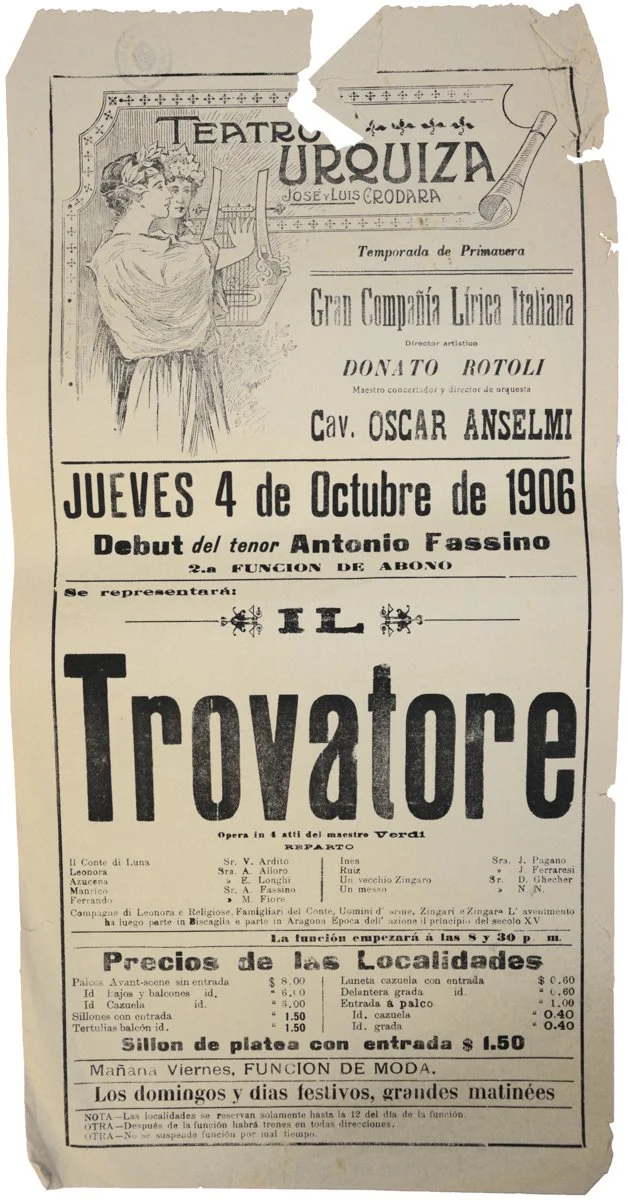 TEATRO
URQUIZA
JOSÉ Y LUIS CRODARA
Temporada de Primavera
Gran Compañía Lírica Italiana
Director artistico
DONATO ROTOLI
Maestro concertador y director de orquesta
Cav. OSCAR ANSELMI
JUEVES 4 de Octubre de 1906
Debut del tenor Antonio Fassino
2.a FUNCION DE ABONO
Se representará:
IL
Trovatore
Opera in 4 atti del maestro Verdi
REPARTO
Il Conte di Luna Sr. V. Ardito
Leonora Sra. A. Alloro
Azucena » E. Longhi
Manrico Sr. A. Fassino
Ferrando » M. Fiore
Ines Sra. J. Pagano
Ruiz » J. Ferraresi
Un vecchio Zingaro Sr. D. Ghecher
Un messo » N. N.
Compagne di Leonora e Religiose, Famigliari del Conte, Uomini d' arme, Zingari e Zingare L' avenimento
ha luogo parte in Biscaglia e parte in Aragona Epoca dell' azione il principio del secolo XV
La función empezará á las 8 y 30 p. m.
Precios de las Localidades
Palcos Avant-scene sin entrada $ 8.00
Id bajos y balcones id, “ 6.00
Id Cazuela id. “
Sillones con entrada “ 1.50
Tertulias balcón id. “ 1.50
Luneta cazuela con entrada $ 0.60
Delantera grada id. “ 0.60
Entrada á palco “ 1.00
Id. cazuela “ 0.40
Id. grada “ 0.40
Sillon de platea con entrada $ 1.50
Mañana Viernes, FUNCION DE MODA.
Los domingos y dias festivos, grandes matinées
NOTA—Las localidades se reservan solamente hasta la 12 del día de la función.
OTRA—Después de la función habrá trenes en todas direcciones.
OTRA—No se suspende función por mal tiempo.